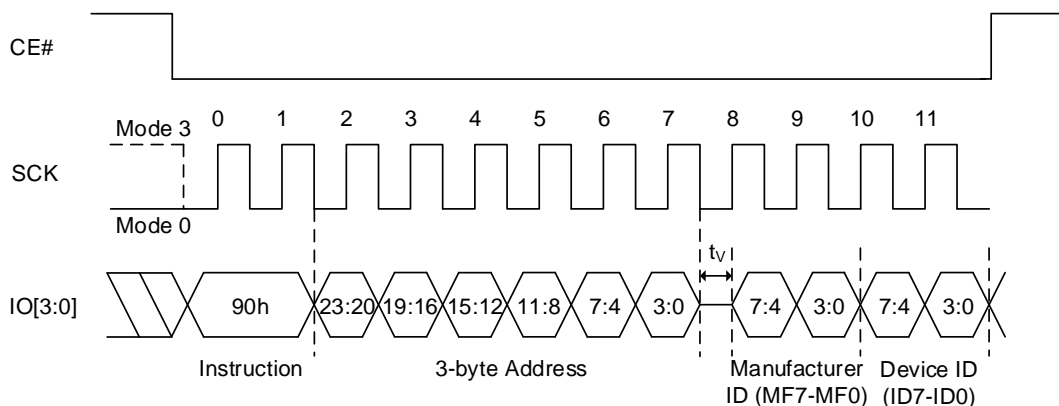 CE#
0 1 2 3 4 5 6 7 8 9 10 11
Mode 3
SCK
Mode 0
tV
IO[3:0] 90h 23:20 19:16 15:12 11:8 7:4 3:0 7:4 3:0 7:4 3:0
Instruction 3-byte Address Manufacturer Device ID
ID (MF7-MF0) (ID7-ID0)